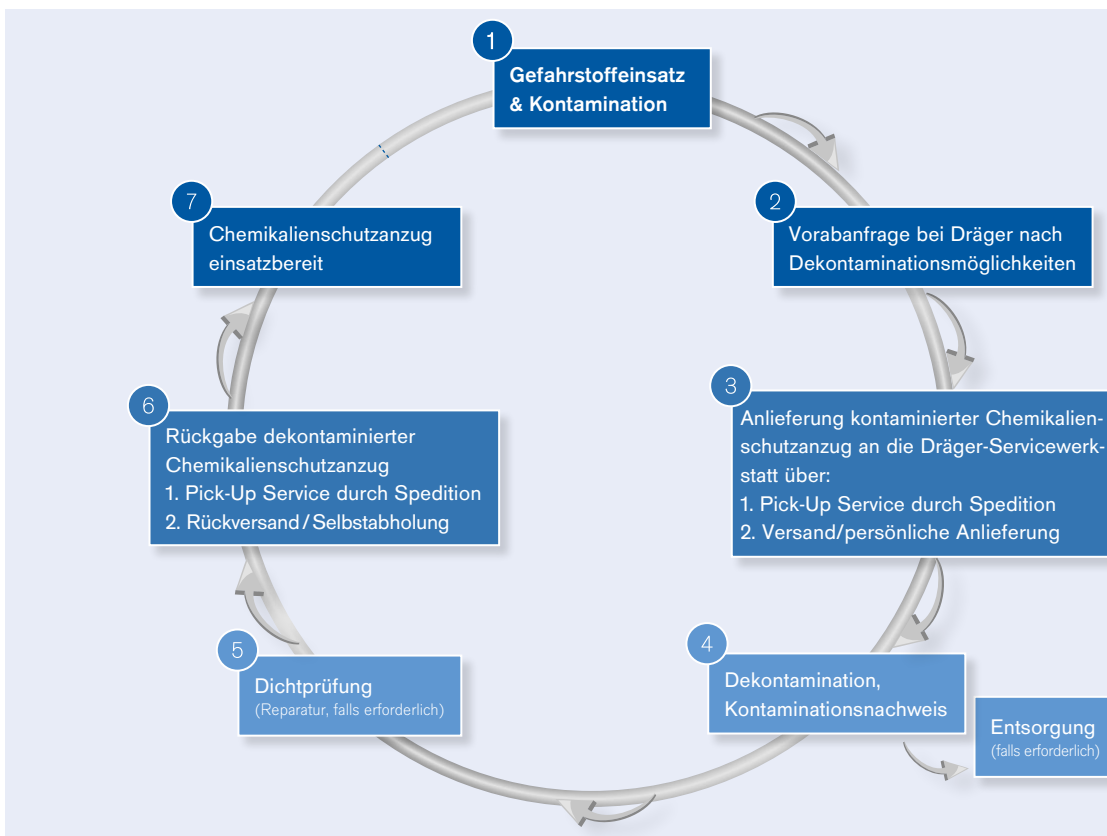 1
Gefahrstoffeinsatz
& Kontamination
2
Vorabanfrage bei Dräger nach
Dekontaminationsmöglichkeiten
3
Anlieferung kontaminierter Chemikalien-
schutzanzug an die Dräger-Servicewerk-
statt über:
1. Pick-Up Service durch Spedition
2. Versand/persönliche Anlieferung
4
Dekontamination,
Kontaminationsnachweis
Entsorgung
(falls erforderlich)
5
Dichtprüfung
(Reparatur, falls erforderlich)
6
Rückgabe dekontaminierter
Chemikalienschutzanzug
1. Pick-Up Service durch Spedition
2. Rückversand/Selbstabholung
7
Chemikalienschutzanzug
einsatzbereit